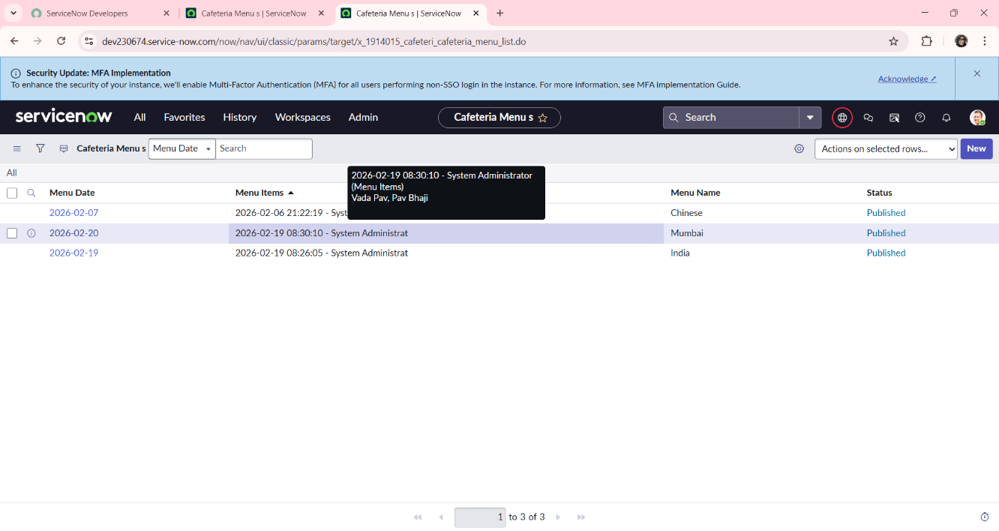 ServiceNow Developers
Cafeteria Menu s | ServiceNow
Cafeteria Menu s | ServiceNow
dev230674.service-now.com/now/nav/ui/classic/params/target/x_1914015_cafeteri_cafeteria_menu_list.do
Security Update: MFA Implementation
To enhance the security of your instance, we'll enable Multi-Factor Authentication (MFA) for all users performing non-SSO login in the instance. For more information, see MFA implementation Guide.
Acknowledge
servicenow
All
Favorites
History
Workspaces
Admin
Cafeteria Menu s
Search
Cafeteria Menu s
Menu Date
Search
Actions on selected rows...
New
All
2026-02-19 08:30:10 - System Administrator
(Menu Items)
Vada Pav, Pav Bhaji
Menu Date
Menu Items
Menu Name
Status
2026-02-07
2026-02-06 21:22:19 - Syst
Chinese
Published
2026-02-20
2026-02-19 08:30:10 - System Administrat
Mumbai
Published
2026-02-19
2026-02-19 08:26:05 - System Administrat
India
Published
1 to 3 of 3